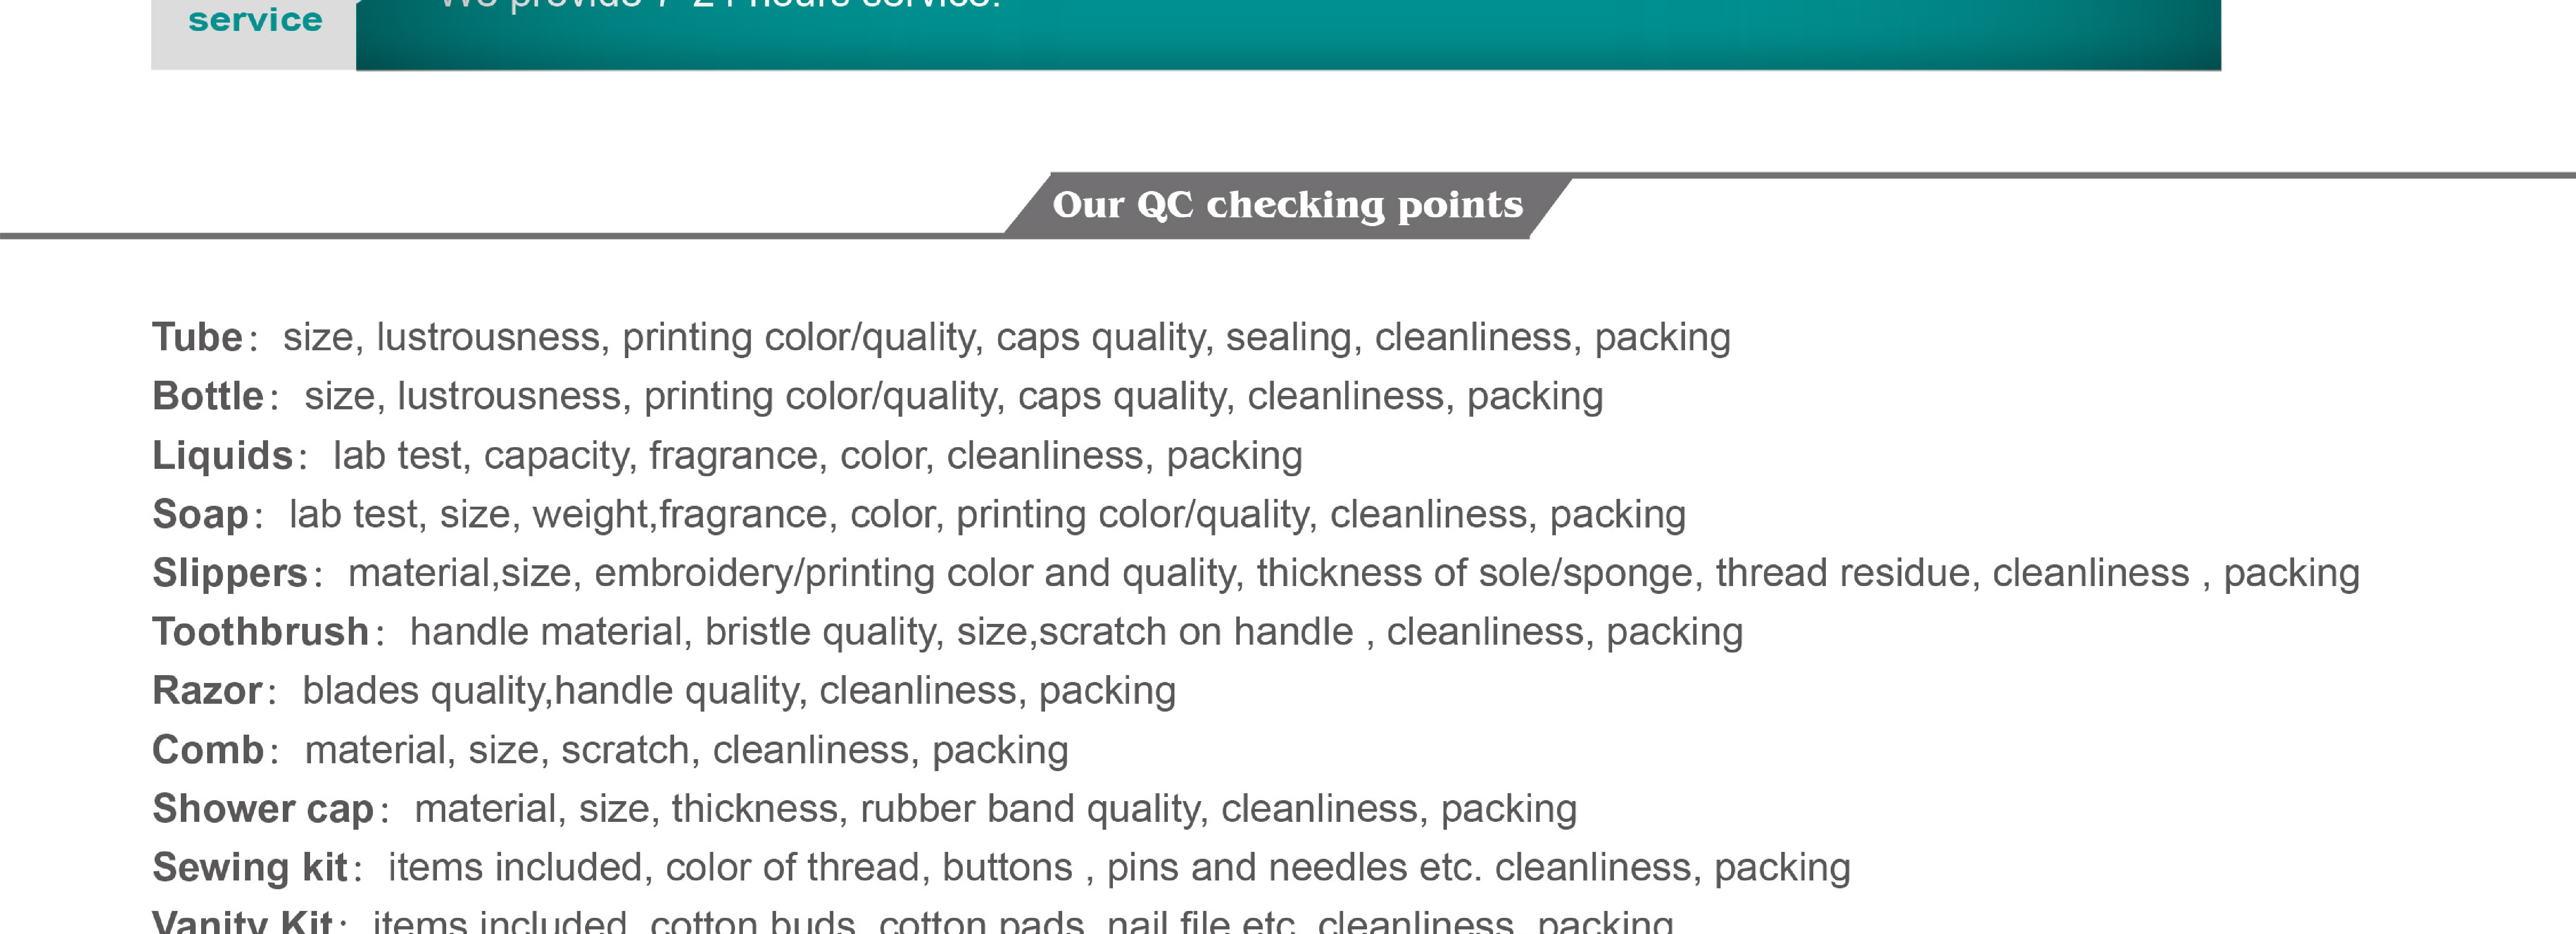 We provide 7*24 hours service.
service
Our QC checking points
Tube： size, lustrousness, printing color/quality, caps quality, sealing, cleanliness, packing
Bottle： size, lustrousness, printing color/quality, caps quality, cleanliness, packing
Liquids： lab test, capacity, fragrance, color, cleanliness, packing
Soap： lab test, size, weight,fragrance, color, printing color/quality, cleanliness, packing
Slippers： material,size, embroidery/printing color and quality, thickness of sole/sponge, thread residue, cleanliness , packing
Toothbrush： handle material, bristle quality, size,scratch on handle , cleanliness, packing
Razor： blades quality,handle quality, cleanliness, packing
Comb： material, size, scratch, cleanliness, packing
Shower cap： material, size, thickness, rubber band quality, cleanliness, packing
Sewing kit： items included, color of thread, buttons , pins and needles etc. cleanliness, packing
Vanity Kit： items included, cotton buds, cotton pads, nail file etc. cleanliness, packing